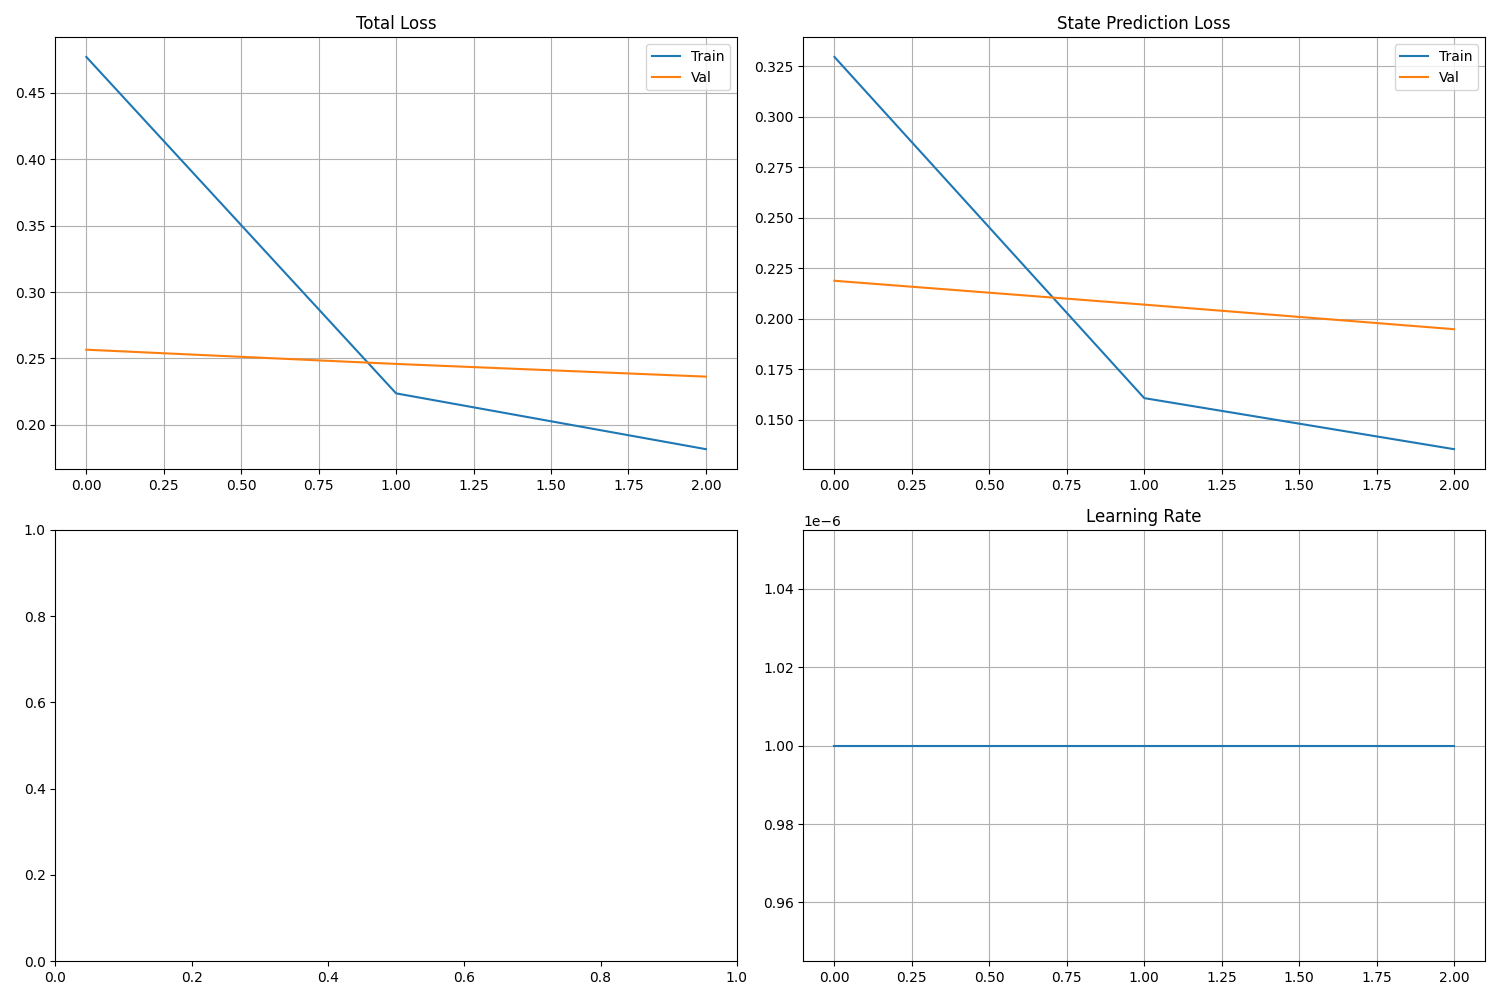 Total Loss
Train
Val
0.45
0.40
0.35
0.30
0.25
0.20
0.00 0.25 0.50 0.75 1.00 1.25 1.50 1.75 2.00
State Prediction Loss
Train
Val
0.325
0.300
0.275
0.250
0.225
0.200
0.175
0.150
0.00 0.25 0.50 0.75 1.00 1.25 1.50 1.75 2.00
1.0
0.8
0.6
0.4
0.2
0.0
0.0 0.2 0.4 0.6 0.8 1.0
Learning Rate
1e−6
1.04
1.02
1.00
0.98
0.96
0.00 0.25 0.50 0.75 1.00 1.25 1.50 1.75 2.00